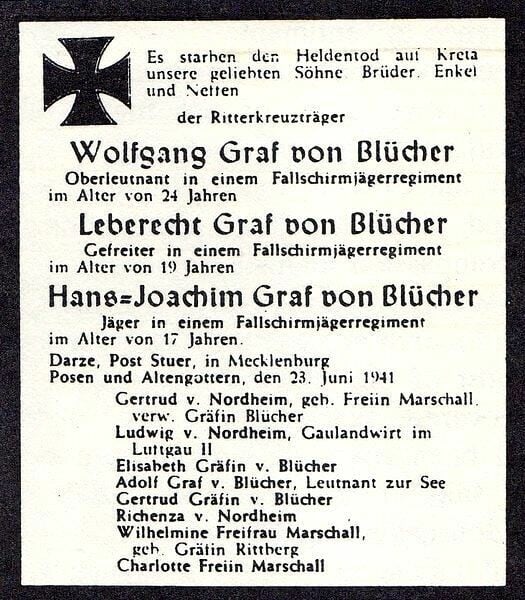 Es starben den Heldentod auf Kreta
unsere geliebten Söhne, Brüder, Enkel
und Neffen
der Ritterkreuzträger
Wolfgang Graf von Blücher
Oberleutnant in einem Fallschirmjägerregiment
im Alter von 24 Jahren
Leberecht Graf von Blücher
Gefreiter in einem Fallschirmjägerregiment
im Alter von 19 Jahren
Hans=Joachim Graf von Blücher
Jäger in einem Fallschirmjägerregiment
im Alter von 17 Jahren.
Darze, Post Stuer, in Mecklenburg
Posen und Altengottern, den 23. Juni 1941
Gertrud v. Nordheim, geb. Freiin Marschall,
verw. Gräfin Blücher
Ludwig v. Nordheim, Gaulandwirt im
Luftgau II
Elisabeth Gräfin v. Blücher
Adolf Graf v. Blücher, Leutnant zur See
Gertrud Gräfin v. Blücher
Richenza v. Nordheim
Wilhelmine Freifrau Marschall,
geb. Gräfin Rittberg
Charlotte Freiin Marschall